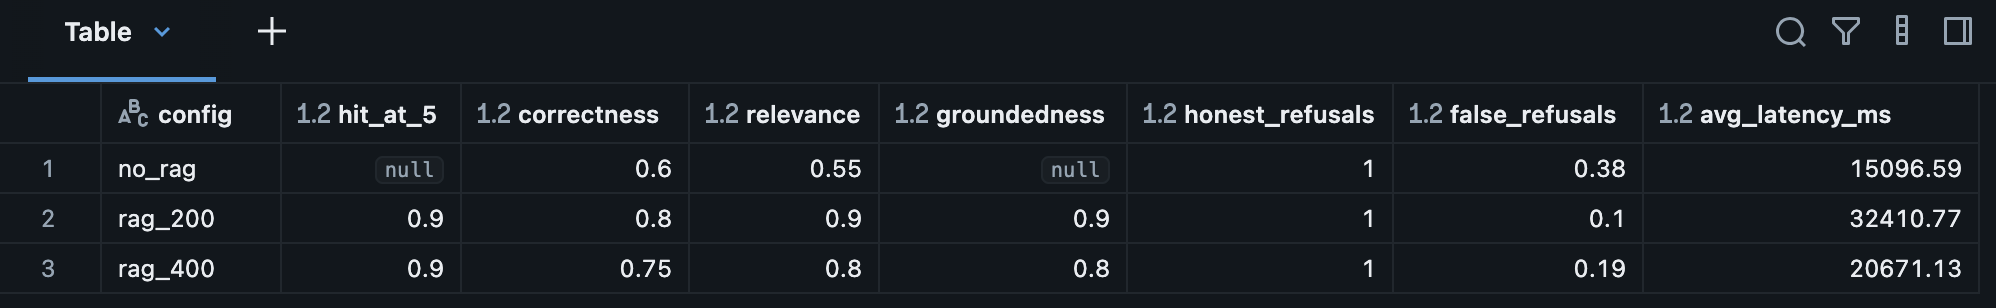 Table
ABC config 1.2 hit_at_5 1.2 correctness 1.2 relevance 1.2 groundedness 1.2 honest_refusals 1.2 false_refusals 1.2 avg_latency_ms
1 no_rag null 0.6 0.55 null 1 0.38 15096.59
2 rag_200 0.9 0.8 0.9 0.9 1 0.1 32410.77
3 rag_400 0.9 0.75 0.8 0.8 1 0.19 20671.13